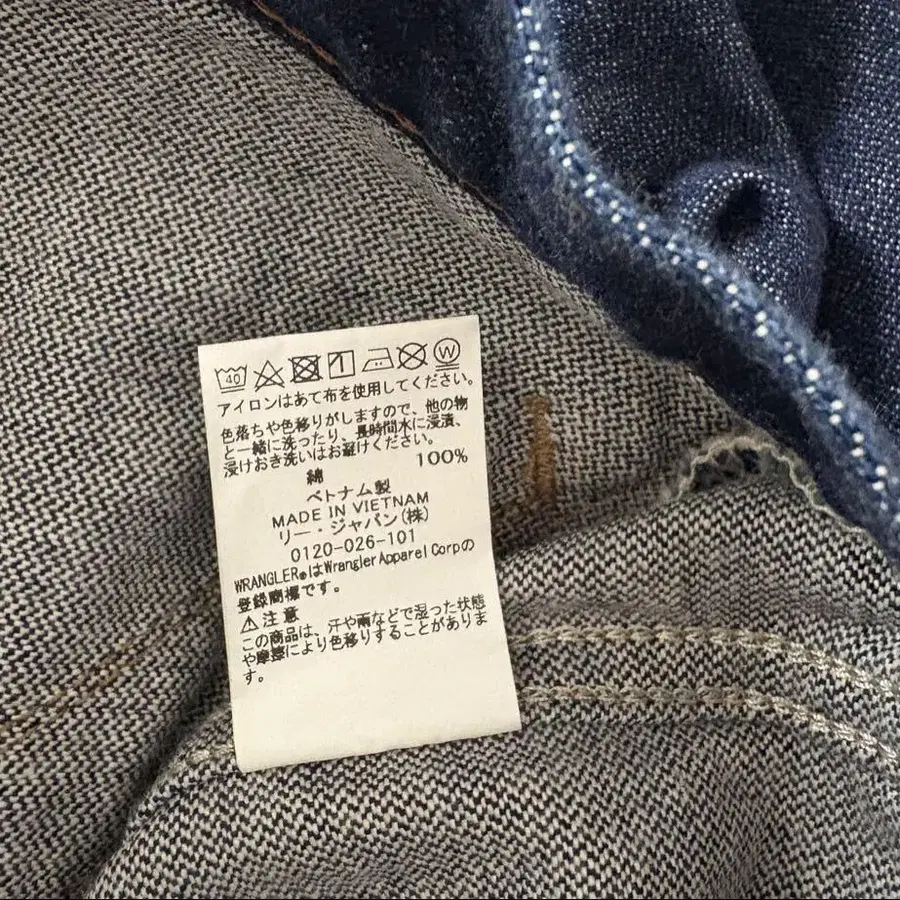 40 W
アイロンはあて布を使用してください。
色落ちや色移りがしますので、他の物
と一緒に洗ったり、長時間水に浸漬、
浸けおき洗いはお避けください。
綿 100%
ベトナム製
MADE IN VIETNAM
リー・ジャパン(株)
0120-026-101
WRANGLER®はWrangler Apparel Corpの
登録商標です。
⚠注意
この商品は、汗や雨などで湿った状態
や摩擦により色移りすることがありま
す。